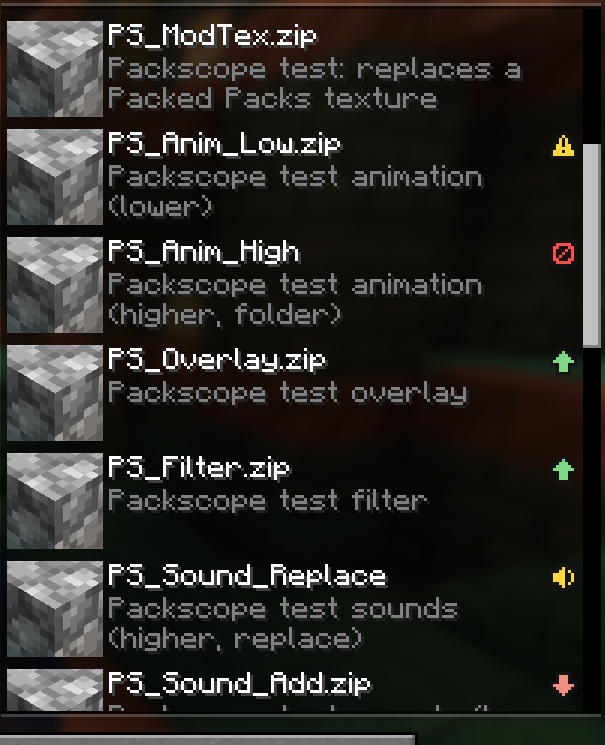 PS_ModTex.zip
Packscope test: replaces a
Packed Packs texture
PS_Anim_Low.zip
Packscope test animation
(lower)
PS_Anim_High
Packscope test animation
(higher, folder)
PS_Overlay.zip
Packscope test overlay
PS_Filter.zip
Packscope test filter
PS_Sound_Replace
Packscope test sounds
(higher, replace)
PS_Sound_Add.zip